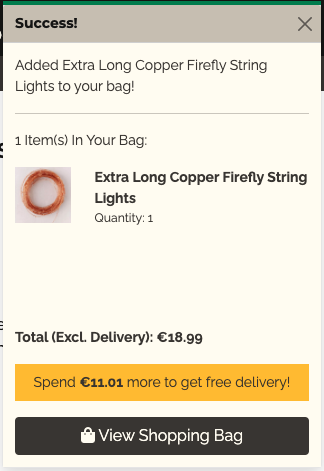 Success!
Added Extra Long Copper Firefly String
Lights to your bag!
1 Item(s) In Your Bag:
Extra Long Copper Firefly String
Lights
Quantity: 1
Total (Excl. Delivery): €18.99
Spend €11.01 more to get free delivery!
View Shopping Bag